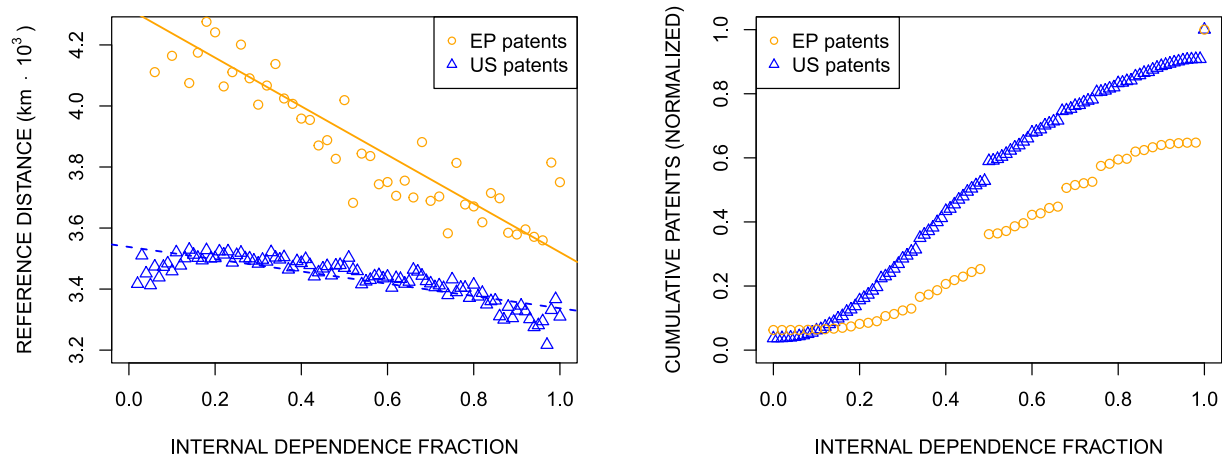 REFERENCE DISTANCE (km · 10³)
4.2
4.0
3.8
3.6
3.4
3.2
EP patents
US patents
0.0 0.2 0.4 0.6 0.8 1.0
INTERNAL DEPENDENCE FRACTION
CUMULATIVE PATENTS (NORMALIZED)
1.0
0.8
0.6
0.4
0.2
0.0
EP patents
US patents
0.0 0.2 0.4 0.6 0.8 1.0
INTERNAL DEPENDENCE FRACTION